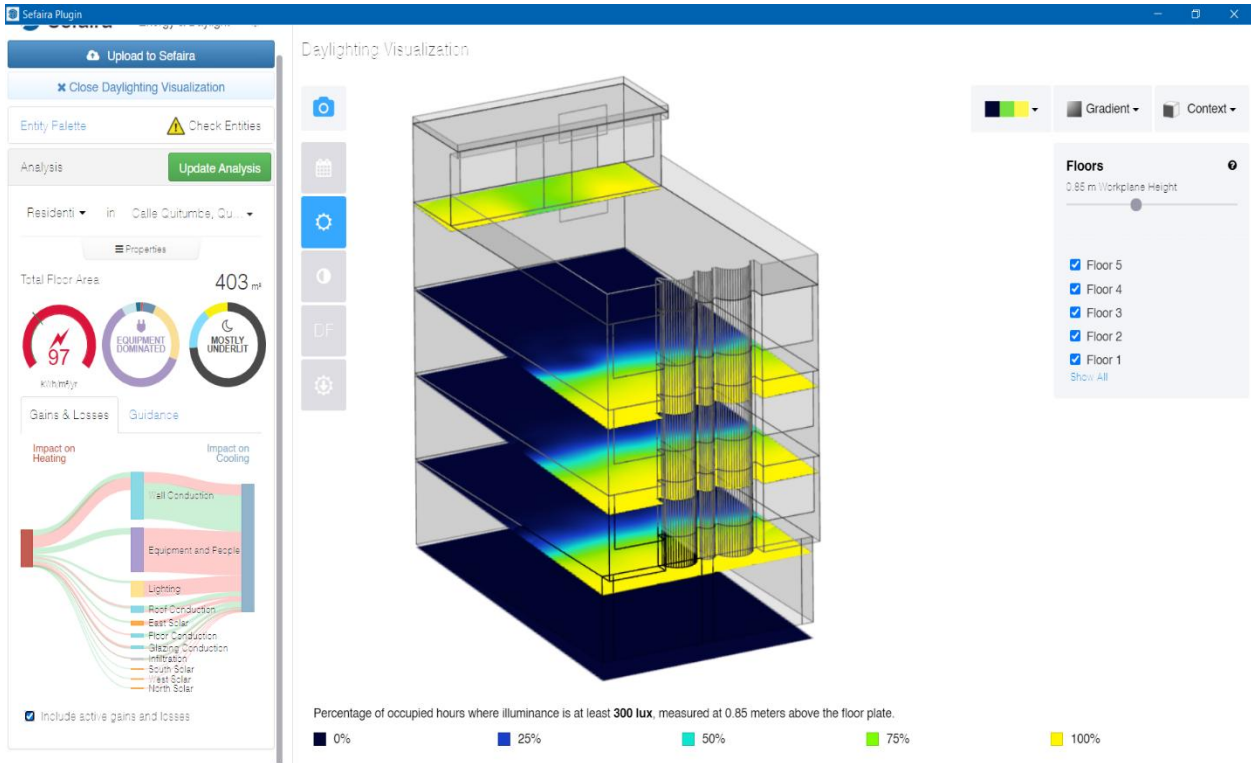 Sefaira Plugin
Upload to Sefaira
Close Daylighting Visualization
Entity Palette
Check Entities
Analysis
Update Analysis
Residenti in Calle Quitumbe, Qu...
Properties
Total Floor Area
403 m²
97
kWh/m²/yr
EQUIPMENT
DOMINATED
MOSTLY
UNDERLIT
Gains & Losses
Guidance
Impact on
Heating
Impact on
Cooling
Wall Conduction
Equipment and People
Lighting
Roof Conduction
East Solar
Floor Conduction
Glazing Conduction
Infiltration
South Solar
West Solar
North Solar
Include active gains and losses
Daylighting Visualization
DF
Gradient
Context
Floors
0.85 m Workplane Height
Floor 5
Floor 4
Floor 3
Floor 2
Floor 1
Show All
Percentage of occupied hours where illuminance is at least 300 lux, measured at 0.85 meters above the floor plate.
0%
25%
50%
75%
100%